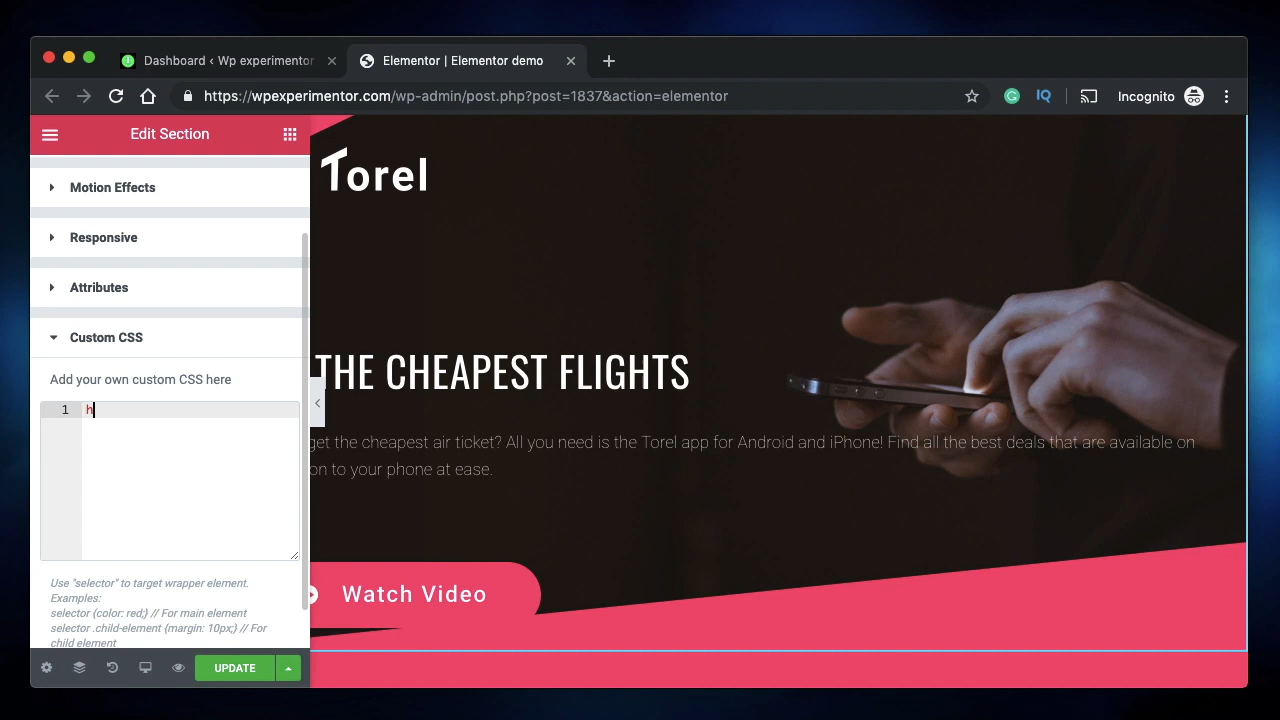 Dashboard ‹ Wp experimentor
Elementor | Elementor demo
https://wpexperimentor.com/wp-admin/post.php?post=1837&action=elementor
IQ
Incognito
Edit Section
Motion Effects
Responsive
Attributes
Custom CSS
Add your own custom CSS here
1 h
Use "selector" to target wrapper element.
Examples:
selector {color: red;} // For main element
selector .child-element {margin: 10px;} // For
child element
UPDATE
Torel
THE CHEAPEST FLIGHTS
get the cheapest air ticket? All you need is the Torel app for Android and iPhone! Find all the best deals that are available on
on to your phone at ease.
Watch Video